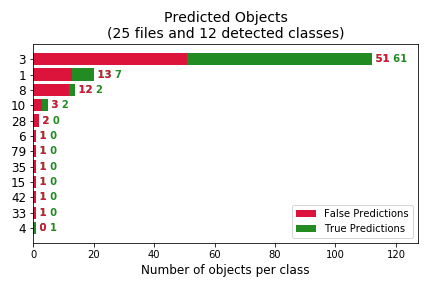 Predicted Objects
(25 files and 12 detected classes)
3 51 61
1 13 7
8 12 2
10 3 2
28 2 0
6 1 0
79 1 0
35 1 0
15 1 0
42 1 0
33 1 0
4 0 1
False Predictions
True Predictions
0 20 40 60 80 100 120
Number of objects per class